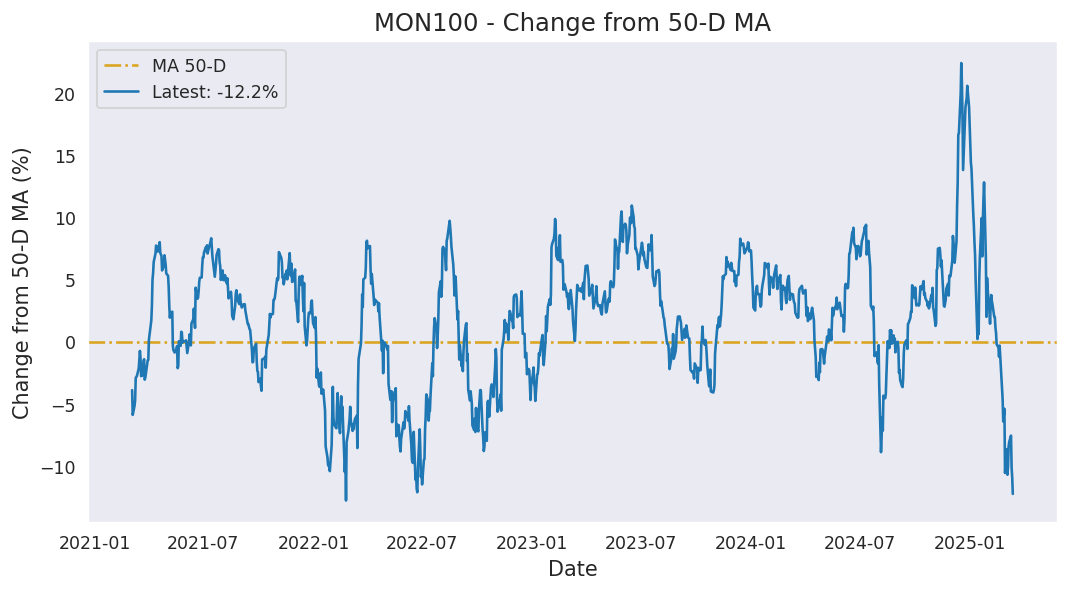 MON100 - Change from 50-D MA
MA 50-D
Latest: -12.2%
Change from 50-D MA (%)
20
15
10
5
0
−5
−10
2021-01 2021-07 2022-01 2022-07 2023-01 2023-07 2024-01 2024-07 2025-01
Date